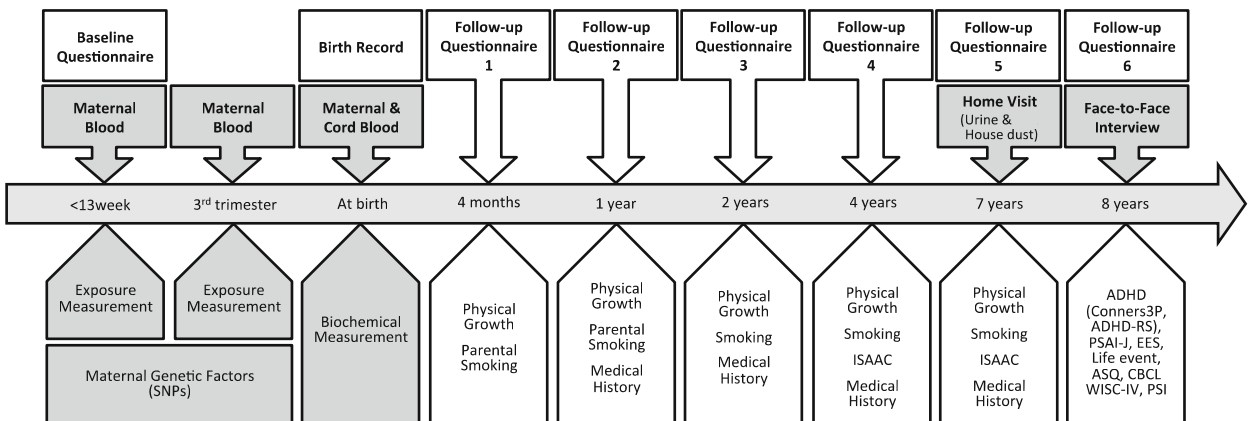 Baseline
Questionnaire
Birth Record
Follow-up
Questionnaire
1
Follow-up
Questionnaire
2
Follow-up
Questionnaire
3
Follow-up
Questionnaire
4
Follow-up
Questionnaire
5
Follow-up
Questionnaire
6
Maternal
Blood
Maternal
Blood
Maternal &
Cord Blood
Home Visit
(Urine &
House dust)
Face-to-Face
Interview
<13week
3rd trimester
At birth
4 months
1 year
2 years
4 years
7 years
8 years
Exposure
Measurement
Exposure
Measurement
Maternal Genetic Factors
(SNPs)
Biochemical
Measurement
Physical
Growth
Parental
Smoking
Physical
Growth
Parental
Smoking
Medical
History
Physical
Growth
Smoking
Medical
History
Physical
Growth
Smoking
ISAAC
Medical
History
Physical
Growth
Smoking
ISAAC
Medical
History
ADHD
(Conners3P,
ADHD-RS),
PSAI-J, EES,
Life event,
ASQ, CBCL
WISC-IV, PSI